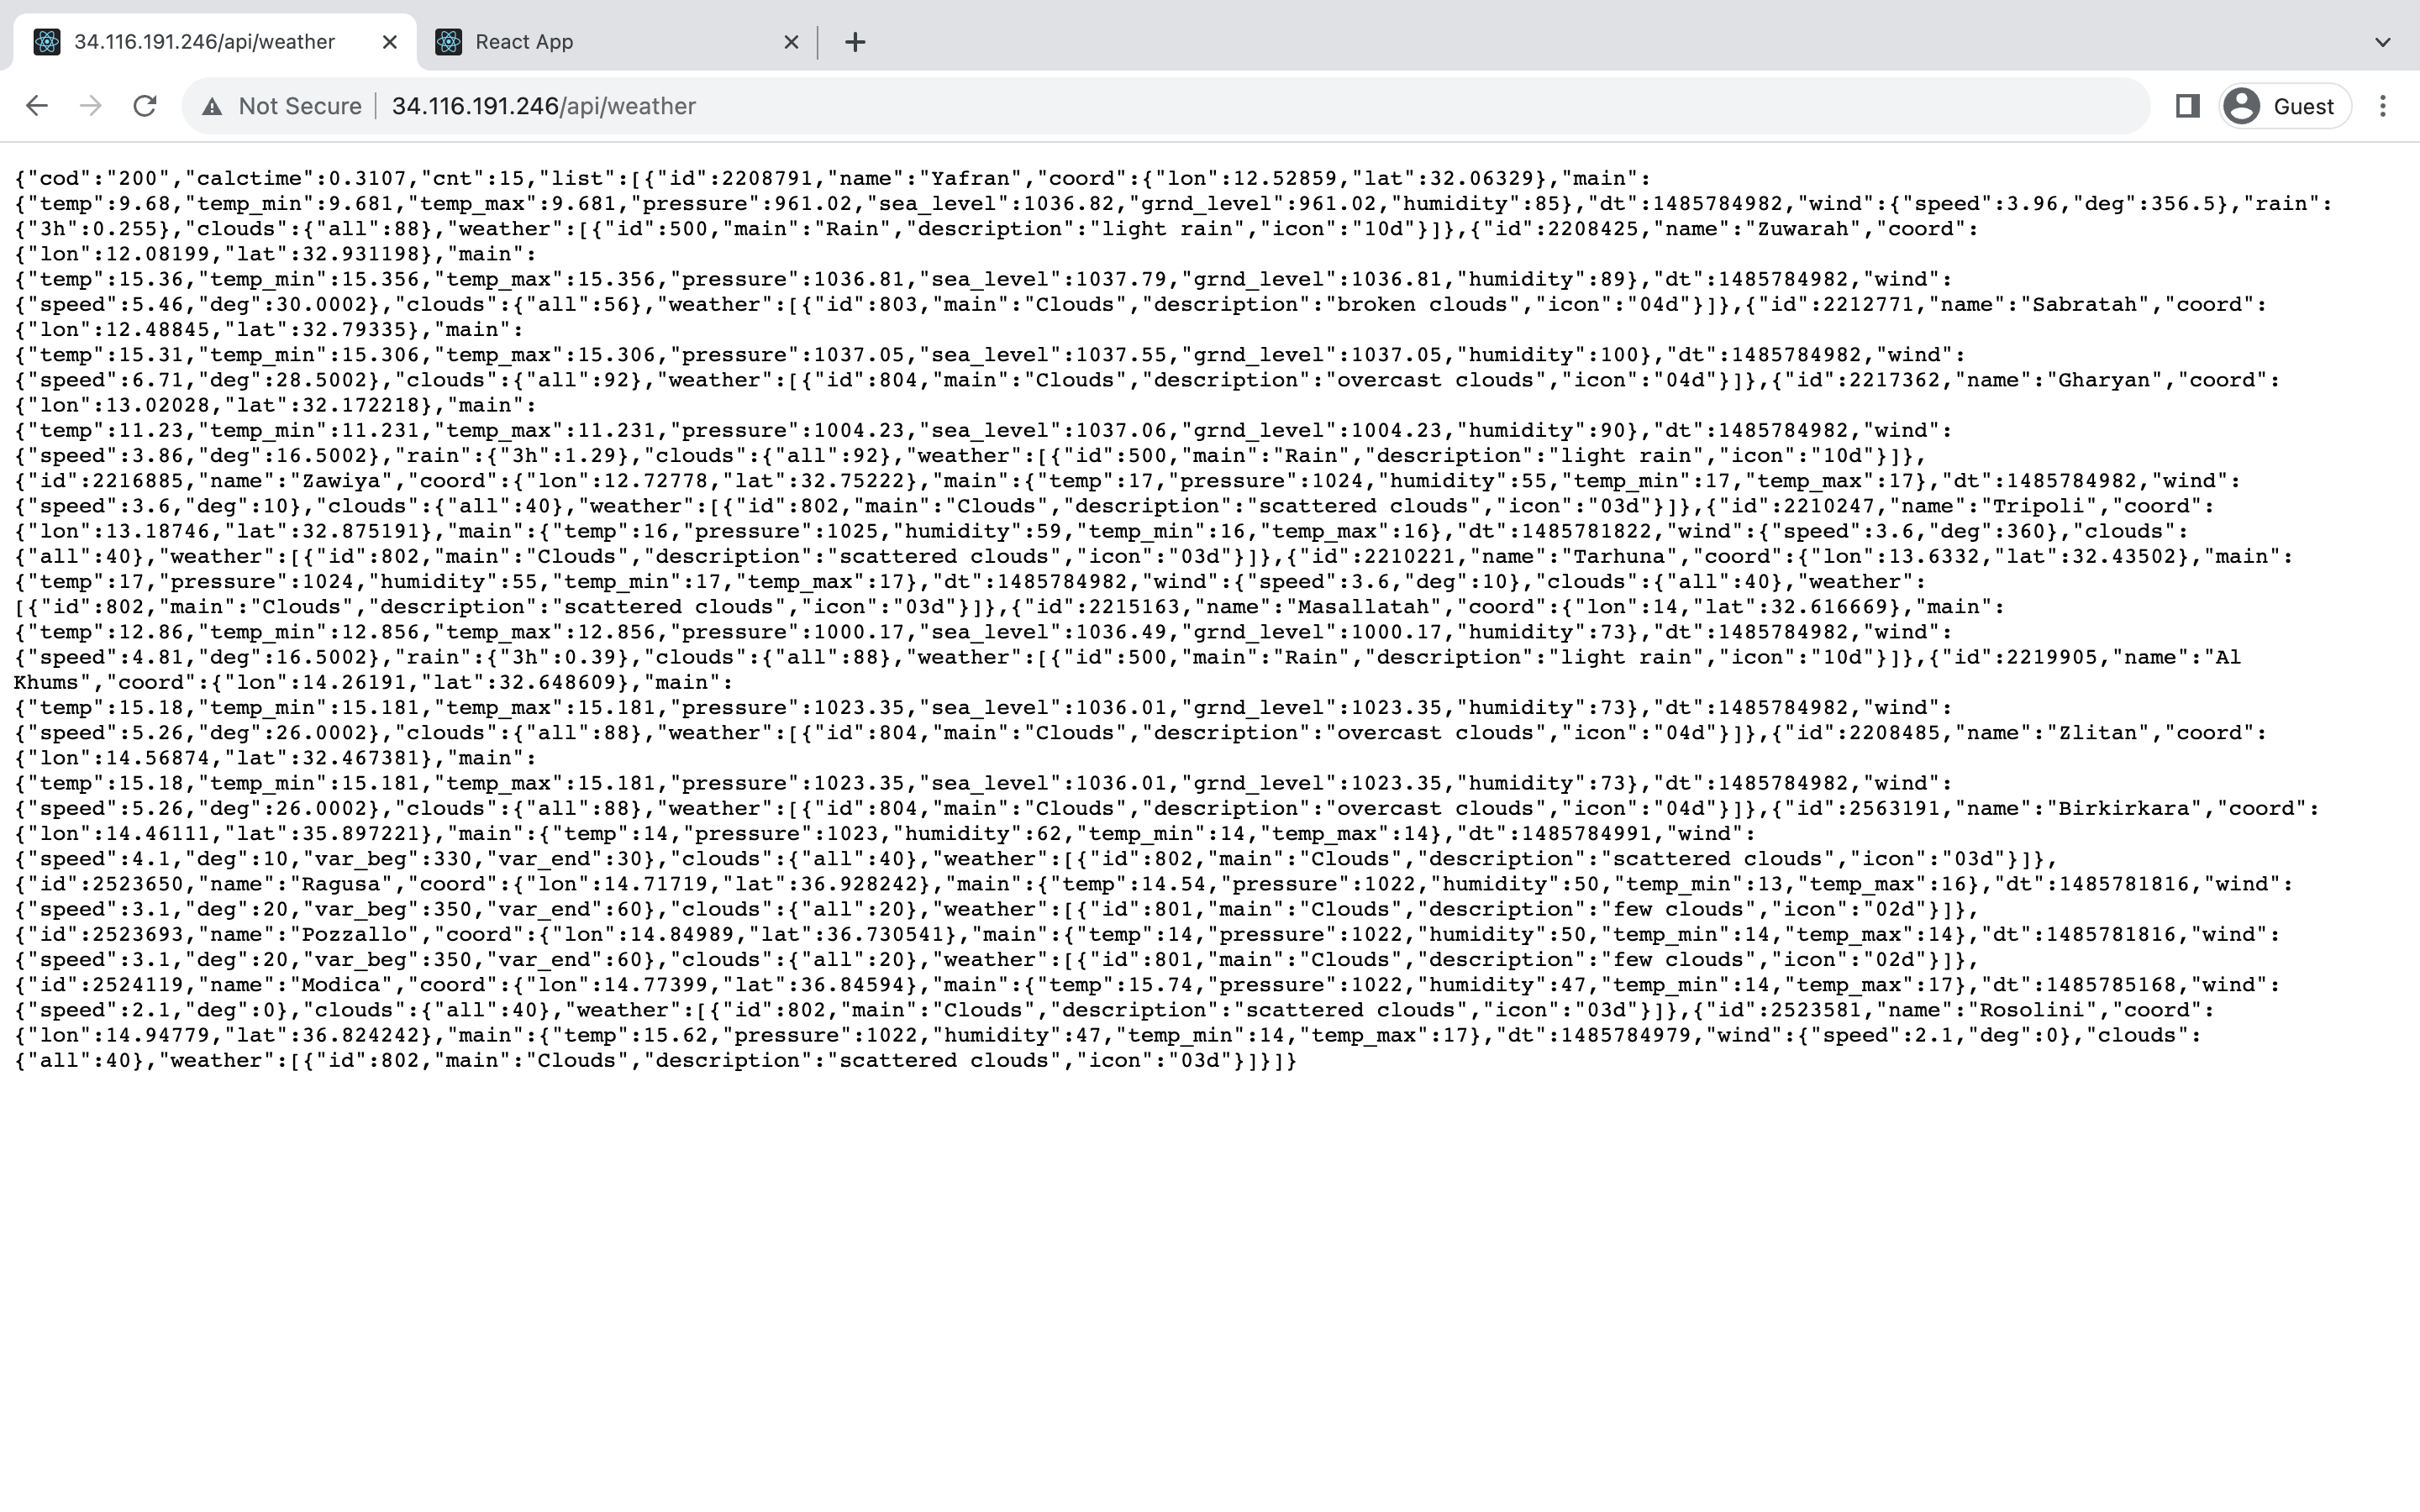 34.116.191.246/api/weather
React App
Not Secure
34.116.191.246/api/weather
Guest
{"cod":"200","calctime":0.3107,"cnt":15,"list":[{"id":2208791,"name":"Yafran","coord":{"lon":12.52859,"lat":32.06329},"main":
{"temp":9.68,"temp_min":9.681,"temp_max":9.681,"pressure":961.02,"sea_level":1036.82,"grnd_level":961.02,"humidity":85},"dt":1485784982,"wind":{"speed":3.96,"deg":356.5},"rain":
{"3h":0.255},"clouds":{"all":88},"weather":[{"id":500,"main":"Rain","description":"light rain","icon":"10d"}]},{"id":2208425,"name":"Zuwarah","coord":
{"lon":12.08199,"lat":32.931198},"main":
{"temp":15.36,"temp_min":15.356,"temp_max":15.356,"pressure":1036.81,"sea_level":1037.79,"grnd_level":1036.81,"humidity":89},"dt":1485784982,"wind":
{"speed":5.46,"deg":30.0002},"clouds":{"all":56},"weather":[{"id":803,"main":"Clouds","description":"broken clouds","icon":"04d"}]},{"id":2212771,"name":"Sabratah","coord":
{"lon":12.48845,"lat":32.79335},"main":
{"temp":15.31,"temp_min":15.306,"temp_max":15.306,"pressure":1037.05,"sea_level":1037.55,"grnd_level":1037.05,"humidity":100},"dt":1485784982,"wind":
{"speed":6.71,"deg":28.5002},"clouds":{"all":92},"weather":[{"id":804,"main":"Clouds","description":"overcast clouds","icon":"04d"}]},{"id":2217362,"name":"Gharyan","coord":
{"lon":13.02028,"lat":32.172218},"main":
{"temp":11.23,"temp_min":11.231,"temp_max":11.231,"pressure":1004.23,"sea_level":1037.06,"grnd_level":1004.23,"humidity":90},"dt":1485784982,"wind":
{"speed":3.86,"deg":16.5002},"rain":{"3h":1.29},"clouds":{"all":92},"weather":[{"id":500,"main":"Rain","description":"light rain","icon":"10d"}]},
{"id":2216885,"name":"Zawiya","coord":{"lon":12.72778,"lat":32.75222},"main":{"temp":17,"pressure":1024,"humidity":55,"temp_min":17,"temp_max":17},"dt":1485784982,"wind":
{"speed":3.6,"deg":10},"clouds":{"all":40},"weather":[{"id":802,"main":"Clouds","description":"scattered clouds","icon":"03d"}]},{"id":2210247,"name":"Tripoli","coord":
{"lon":13.18746,"lat":32.875191},"main":{"temp":16,"pressure":1025,"humidity":59,"temp_min":16,"temp_max":16},"dt":1485781822,"wind":{"speed":3.6,"deg":360},"clouds":
{"all":40},"weather":[{"id":802,"main":"Clouds","description":"scattered clouds","icon":"03d"}]},{"id":2210221,"name":"Tarhuna","coord":{"lon":13.6332,"lat":32.43502},"main":
{"temp":17,"pressure":1024,"humidity":55,"temp_min":17,"temp_max":17},"dt":1485784982,"wind":{"speed":3.6,"deg":10},"clouds":{"all":40},"weather":
[{"id":802,"main":"Clouds","description":"scattered clouds","icon":"03d"}]},{"id":2215163,"name":"Masallatah","coord":{"lon":14,"lat":32.616669},"main":
{"temp":12.86,"temp_min":12.856,"temp_max":12.856,"pressure":1000.17,"sea_level":1036.49,"grnd_level":1000.17,"humidity":73},"dt":1485784982,"wind":
{"speed":4.81,"deg":16.5002},"rain":{"3h":0.39},"clouds":{"all":88},"weather":[{"id":500,"main":"Rain","description":"light rain","icon":"10d"}]},{"id":2219905,"name":"Al
Khums","coord":{"lon":14.26191,"lat":32.648609},"main":
{"temp":15.18,"temp_min":15.181,"temp_max":15.181,"pressure":1023.35,"sea_level":1036.01,"grnd_level":1023.35,"humidity":73},"dt":1485784982,"wind":
{"speed":5.26,"deg":26.0002},"clouds":{"all":88},"weather":[{"id":804,"main":"Clouds","description":"overcast clouds","icon":"04d"}]},{"id":2208485,"name":"Zlitan","coord":
{"lon":14.56874,"lat":32.467381},"main":
{"temp":15.18,"temp_min":15.181,"temp_max":15.181,"pressure":1023.35,"sea_level":1036.01,"grnd_level":1023.35,"humidity":73},"dt":1485784982,"wind":
{"speed":5.26,"deg":26.0002},"clouds":{"all":88},"weather":[{"id":804,"main":"Clouds","description":"overcast clouds","icon":"04d"}]},{"id":2563191,"name":"Birkirkara","coord":
{"lon":14.46111,"lat":35.897221},"main":{"temp":14,"pressure":1023,"humidity":62,"temp_min":14,"temp_max":14},"dt":1485784991,"wind":
{"speed":4.1,"deg":10,"var_beg":330,"var_end":30},"clouds":{"all":40},"weather":[{"id":802,"main":"Clouds","description":"scattered clouds","icon":"03d"}]},
{"id":2523650,"name":"Ragusa","coord":{"lon":14.71719,"lat":36.928242},"main":{"temp":14.54,"pressure":1022,"humidity":50,"temp_min":13,"temp_max":16},"dt":1485781816,"wind":
{"speed":3.1,"deg":20,"var_beg":350,"var_end":60},"clouds":{"all":20},"weather":[{"id":801,"main":"Clouds","description":"few clouds","icon":"02d"}]},
{"id":2523693,"name":"Pozzallo","coord":{"lon":14.84989,"lat":36.730541},"main":{"temp":14,"pressure":1022,"humidity":50,"temp_min":14,"temp_max":14},"dt":1485781816,"wind":
{"speed":3.1,"deg":20,"var_beg":350,"var_end":60},"clouds":{"all":20},"weather":[{"id":801,"main":"Clouds","description":"few clouds","icon":"02d"}]},
{"id":2524119,"name":"Modica","coord":{"lon":14.77399,"lat":36.84594},"main":{"temp":15.74,"pressure":1022,"humidity":47,"temp_min":14,"temp_max":17},"dt":1485785168,"wind":
{"speed":2.1,"deg":0},"clouds":{"all":40},"weather":[{"id":802,"main":"Clouds","description":"scattered clouds","icon":"03d"}]},{"id":2523581,"name":"Rosolini","coord":
{"lon":14.94779,"lat":36.824242},"main":{"temp":15.62,"pressure":1022,"humidity":47,"temp_min":14,"temp_max":17},"dt":1485784979,"wind":{"speed":2.1,"deg":0},"clouds":
{"all":40},"weather":[{"id":802,"main":"Clouds","description":"scattered clouds","icon":"03d"}]}]}